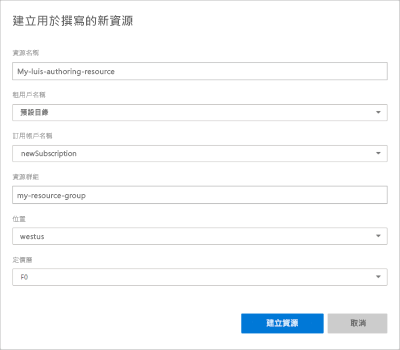 建立用於撰寫的新資源
資源名稱
My-luis-authoring-resource
租用戶名稱
預設目錄
訂用帳戶名稱
newSubscription
資源群組
my-resource-group
位置
westus
定價層
F0
建立資源
取消